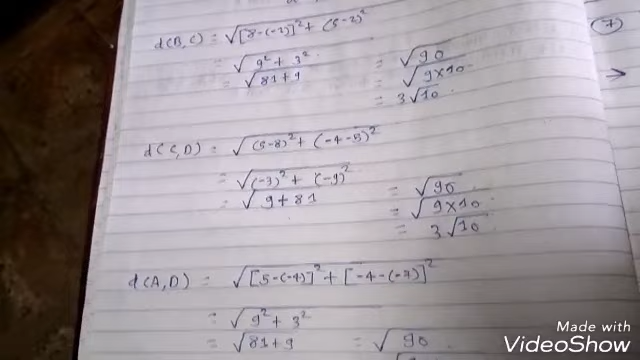 d(B,C) = √[8-(-1)]² + (5-2)²
= √9² + 3² = √90
= √81+9 = √9×10
= 3√10.
d(C,D) = √(5-8)² + (-4-5)²
= √(-3)² + (-9)²
= √9+81 = √90
= √9×10
= 3√10
d(A,D) = √[5-(-4)]² + [-4-(-7)]²
= √9² + 3²
= √81+9 = √90
7
→
Made with
VideoShow